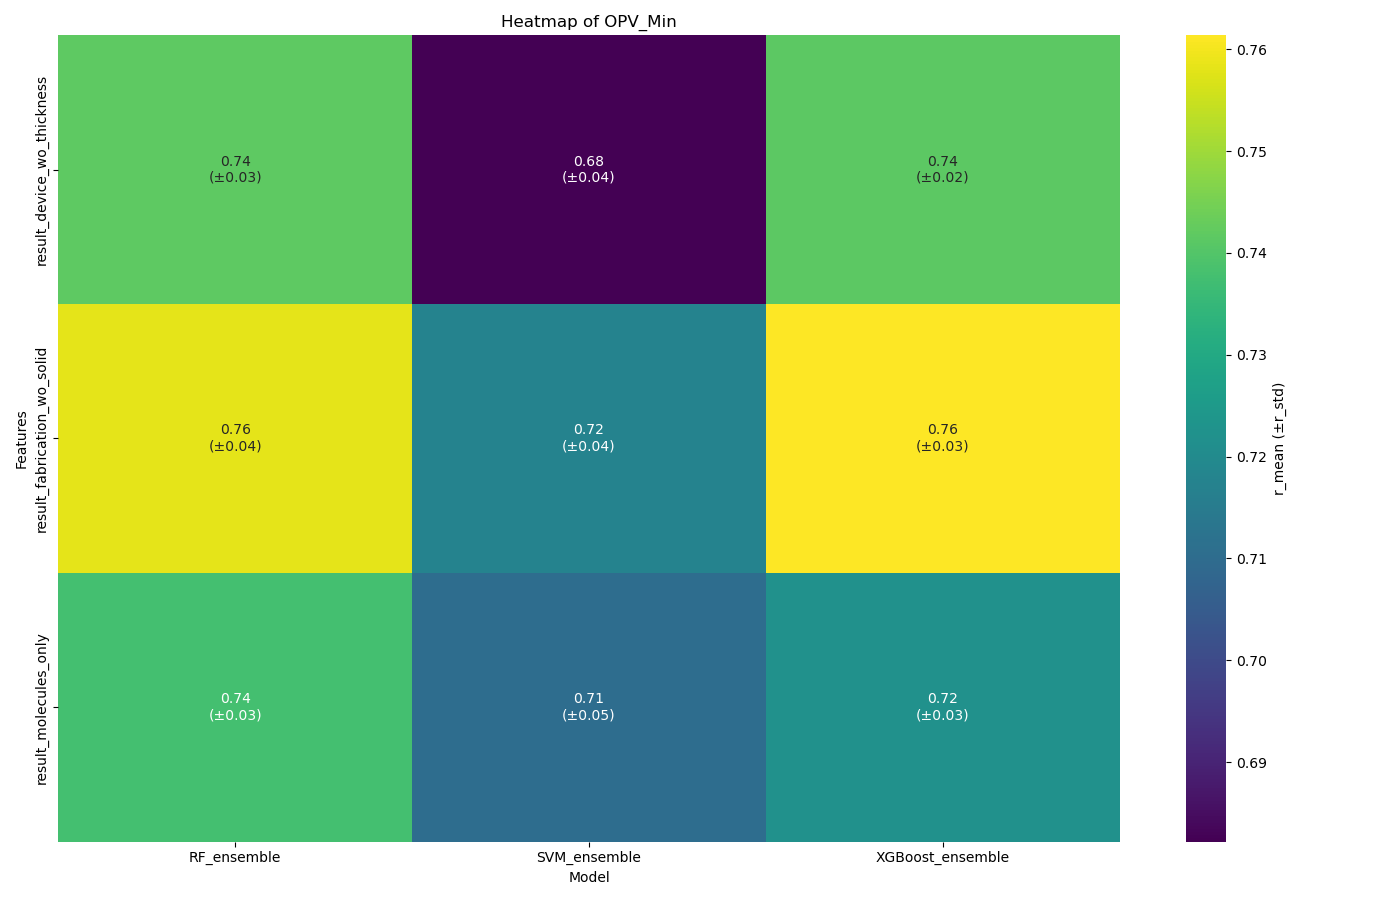 Heatmap of OPV_Min
Features
result_device_wo_thickness
result_fabrication_wo_solid
result_molecules_only
0.74
(±0.03)
0.68
(±0.04)
0.74
(±0.02)
0.76
(±0.04)
0.72
(±0.04)
0.76
(±0.03)
0.74
(±0.03)
0.71
(±0.05)
0.72
(±0.03)
RF_ensemble
SVM_ensemble
XGBoost_ensemble
Model
0.76
0.75
0.74
0.73
0.72
0.71
0.70
0.69
r_mean (±r_std)